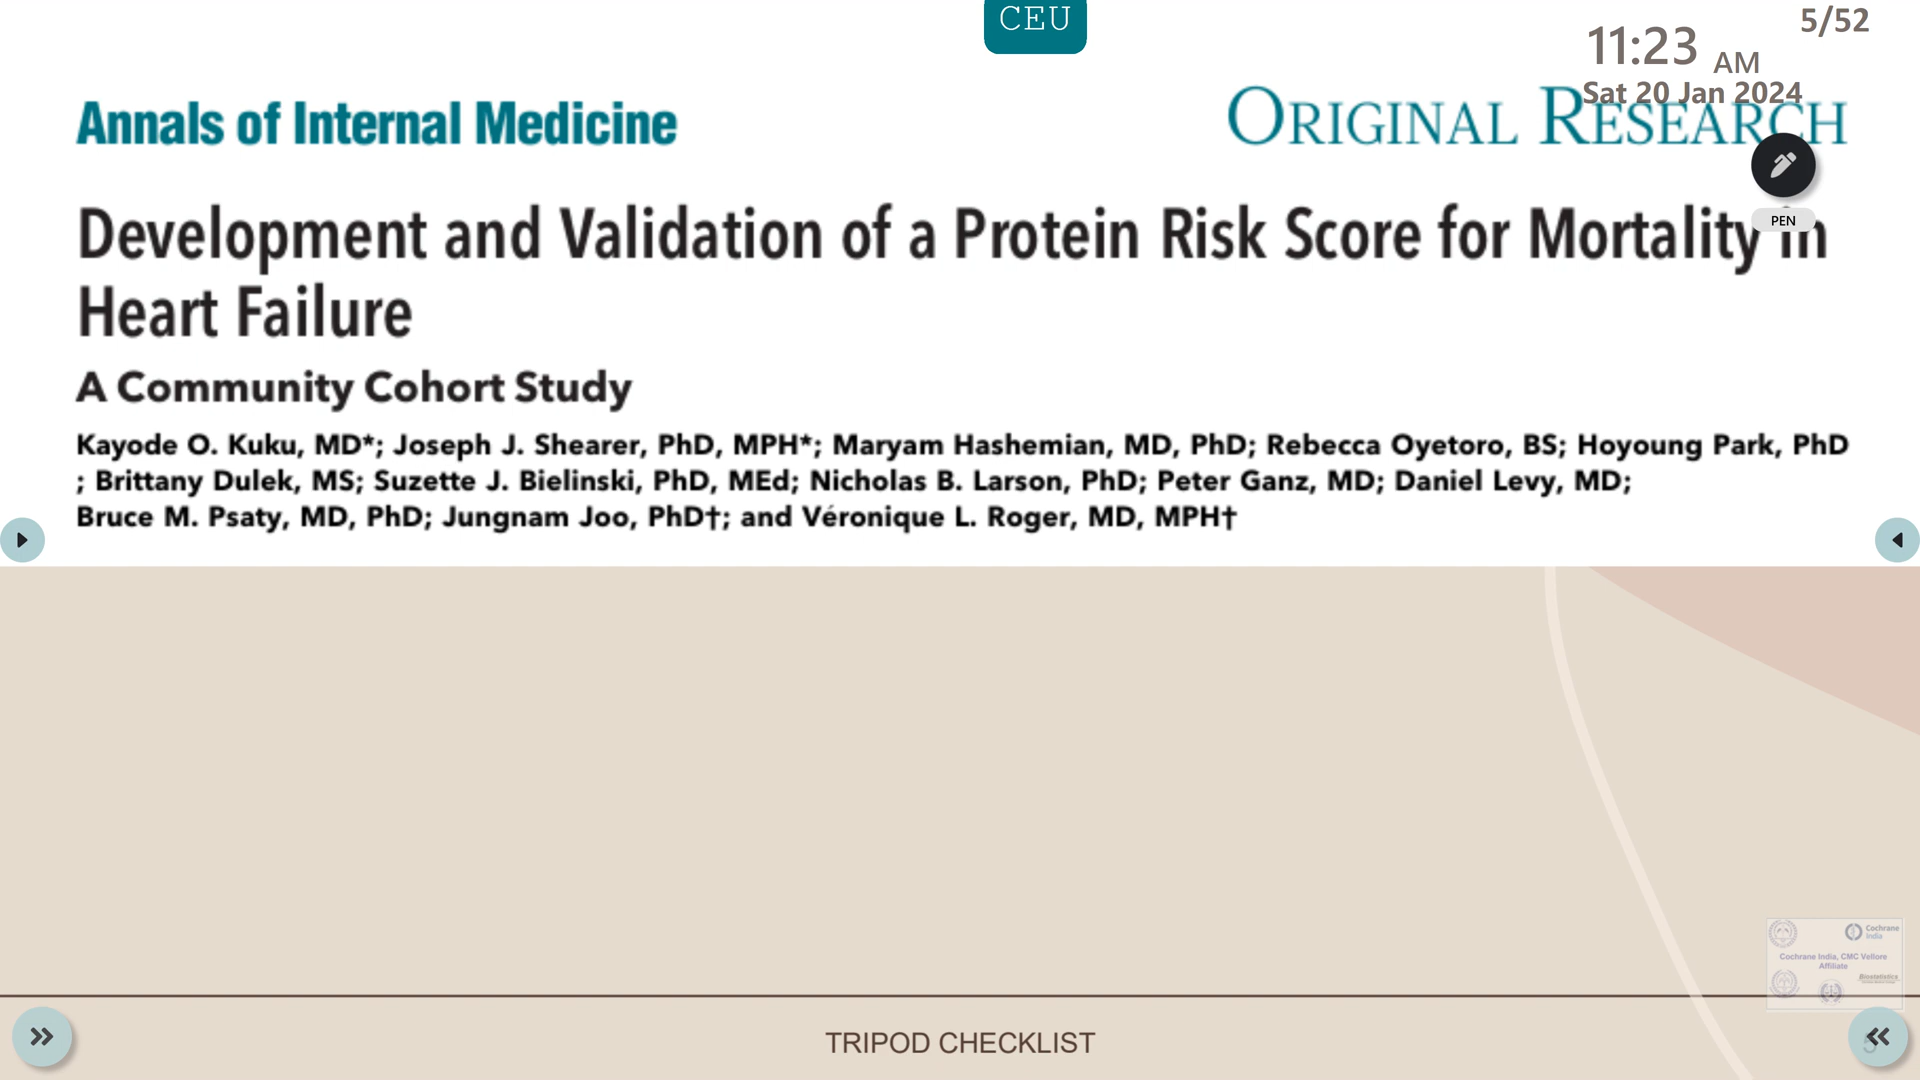 CEU
5/52
11:23 AM
Sat 20 Jan 2024
Annals of Internal Medicine
ORIGINAL RESEARCH
PEN
Development and Validation of a Protein Risk Score for Mortality in
Heart Failure
A Community Cohort Study
Kayode O. Kuku, MD*; Joseph J. Shearer, PhD, MPH*; Maryam Hashemian, MD, PhD; Rebecca Oyetoro, BS; Hoyoung Park, PhD
; Brittany Dulek, MS; Suzette J. Bielinski, PhD, MEd; Nicholas B. Larson, PhD; Peter Ganz, MD; Daniel Levy, MD;
Bruce M. Psaty, MD, PhD; Jungnam Joo, PhD†; and Véronique L. Roger, MD, MPH†
Cochrane
India
Cochrane India, CMC Vellore
Affiliate
Biostatistics
TRIPOD CHECKLIST
5